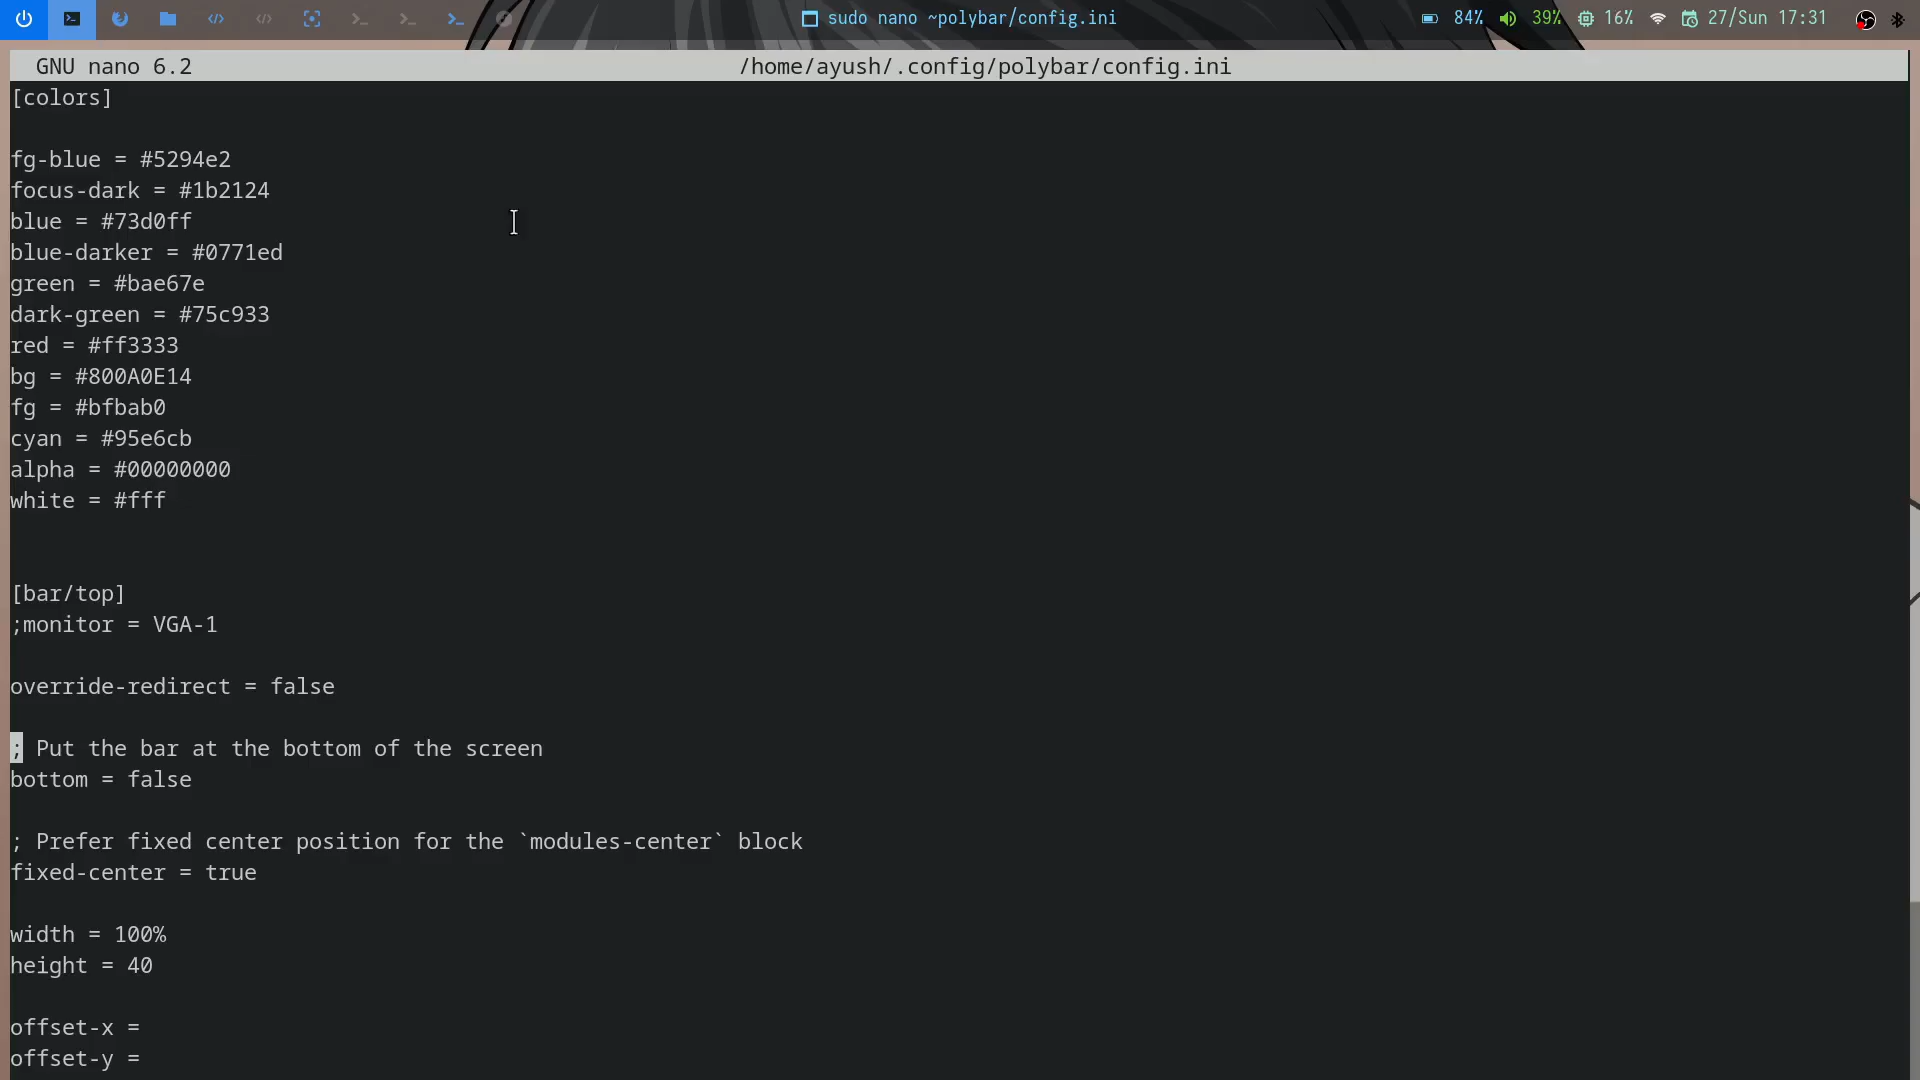 sudo nano ~polybar/config.ini 84% 39% 16% 27/Sun 17:31
GNU nano 6.2 /home/ayush/.config/polybar/config.ini
[colors]
fg-blue = #5294e2
focus-dark = #1b2124
blue = #73d0ff
blue-darker = #0771ed
green = #bae67e
dark-green = #75c933
red = #ff3333
bg = #800A0E14
fg = #bfbab0
cyan = #95e6cb
alpha = #00000000
white = #fff
[bar/top]
;monitor = VGA-1
override-redirect = false
; Put the bar at the bottom of the screen
bottom = false
; Prefer fixed center position for the `modules-center` block
fixed-center = true
width = 100%
height = 40
offset-x =
offset-y =